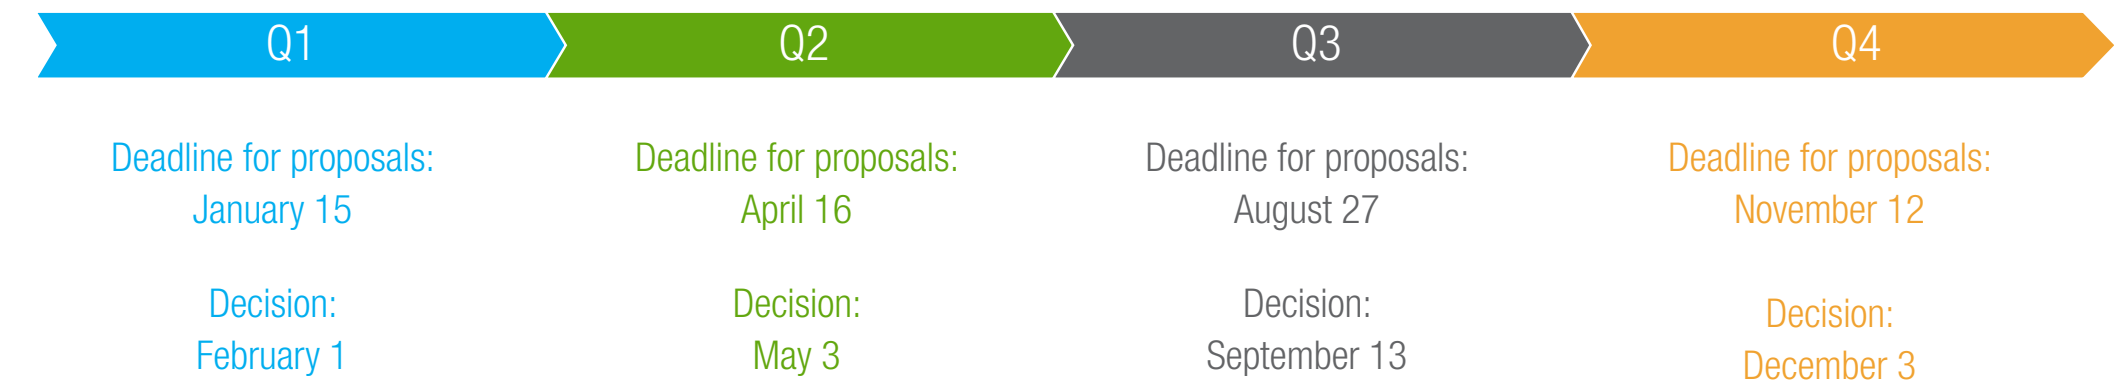 Q1
Q2
Q3
Q4
Deadline for proposals:
January 15
Decision:
February 1
Deadline for proposals:
April 16
Decision:
May 3
Deadline for proposals:
August 27
Decision:
September 13
Deadline for proposals:
November 12
Decision:
December 3